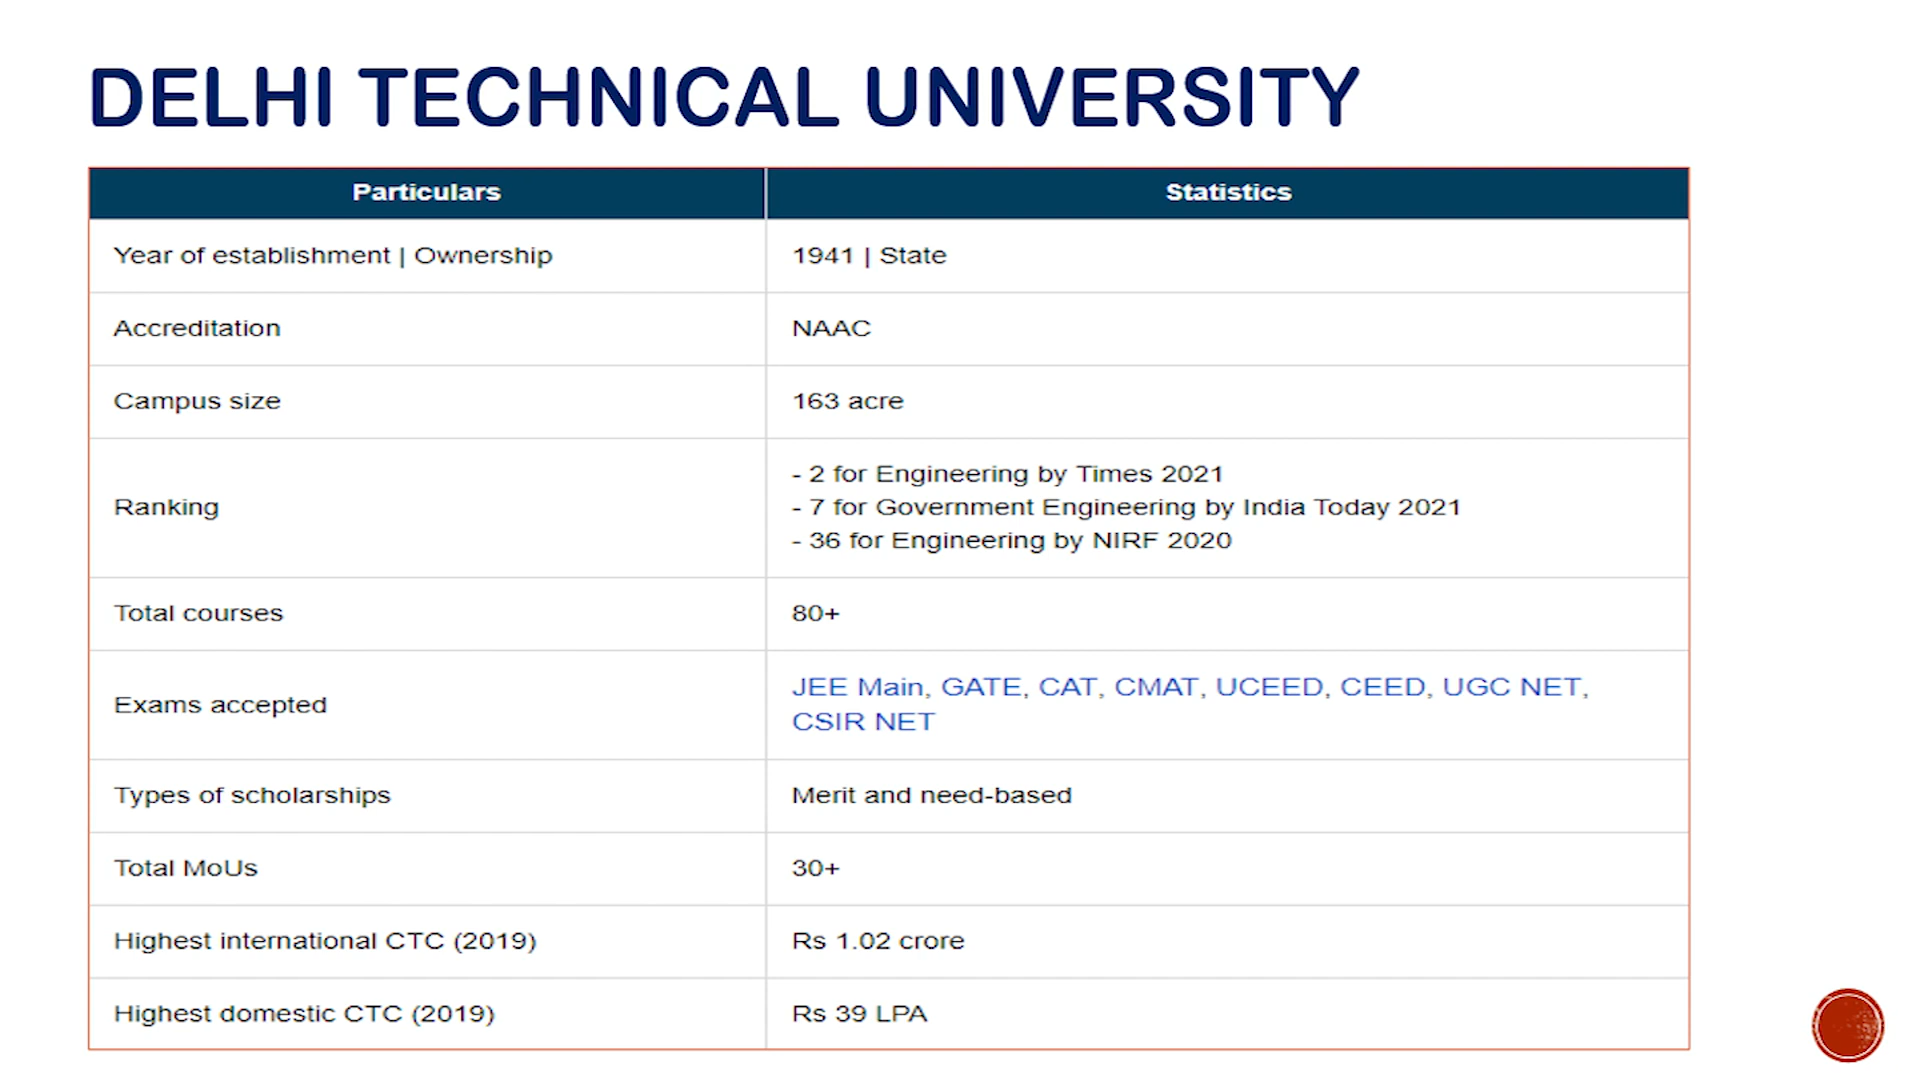 DELHI TECHNICAL UNIVERSITY
Particulars Statistics
Year of establishment | Ownership 1941 | State
Accreditation NAAC
Campus size 163 acre
Ranking
- 2 for Engineering by Times 2021
- 7 for Government Engineering by India Today 2021
- 36 for Engineering by NIRF 2020
Total courses 80+
Exams accepted
JEE Main, GATE, CAT, CMAT, UCEED, CEED, UGC NET,
CSIR NET
Types of scholarships Merit and need-based
Total MoUs 30+
Highest international CTC (2019) Rs 1.02 crore
Highest domestic CTC (2019) Rs 39 LPA